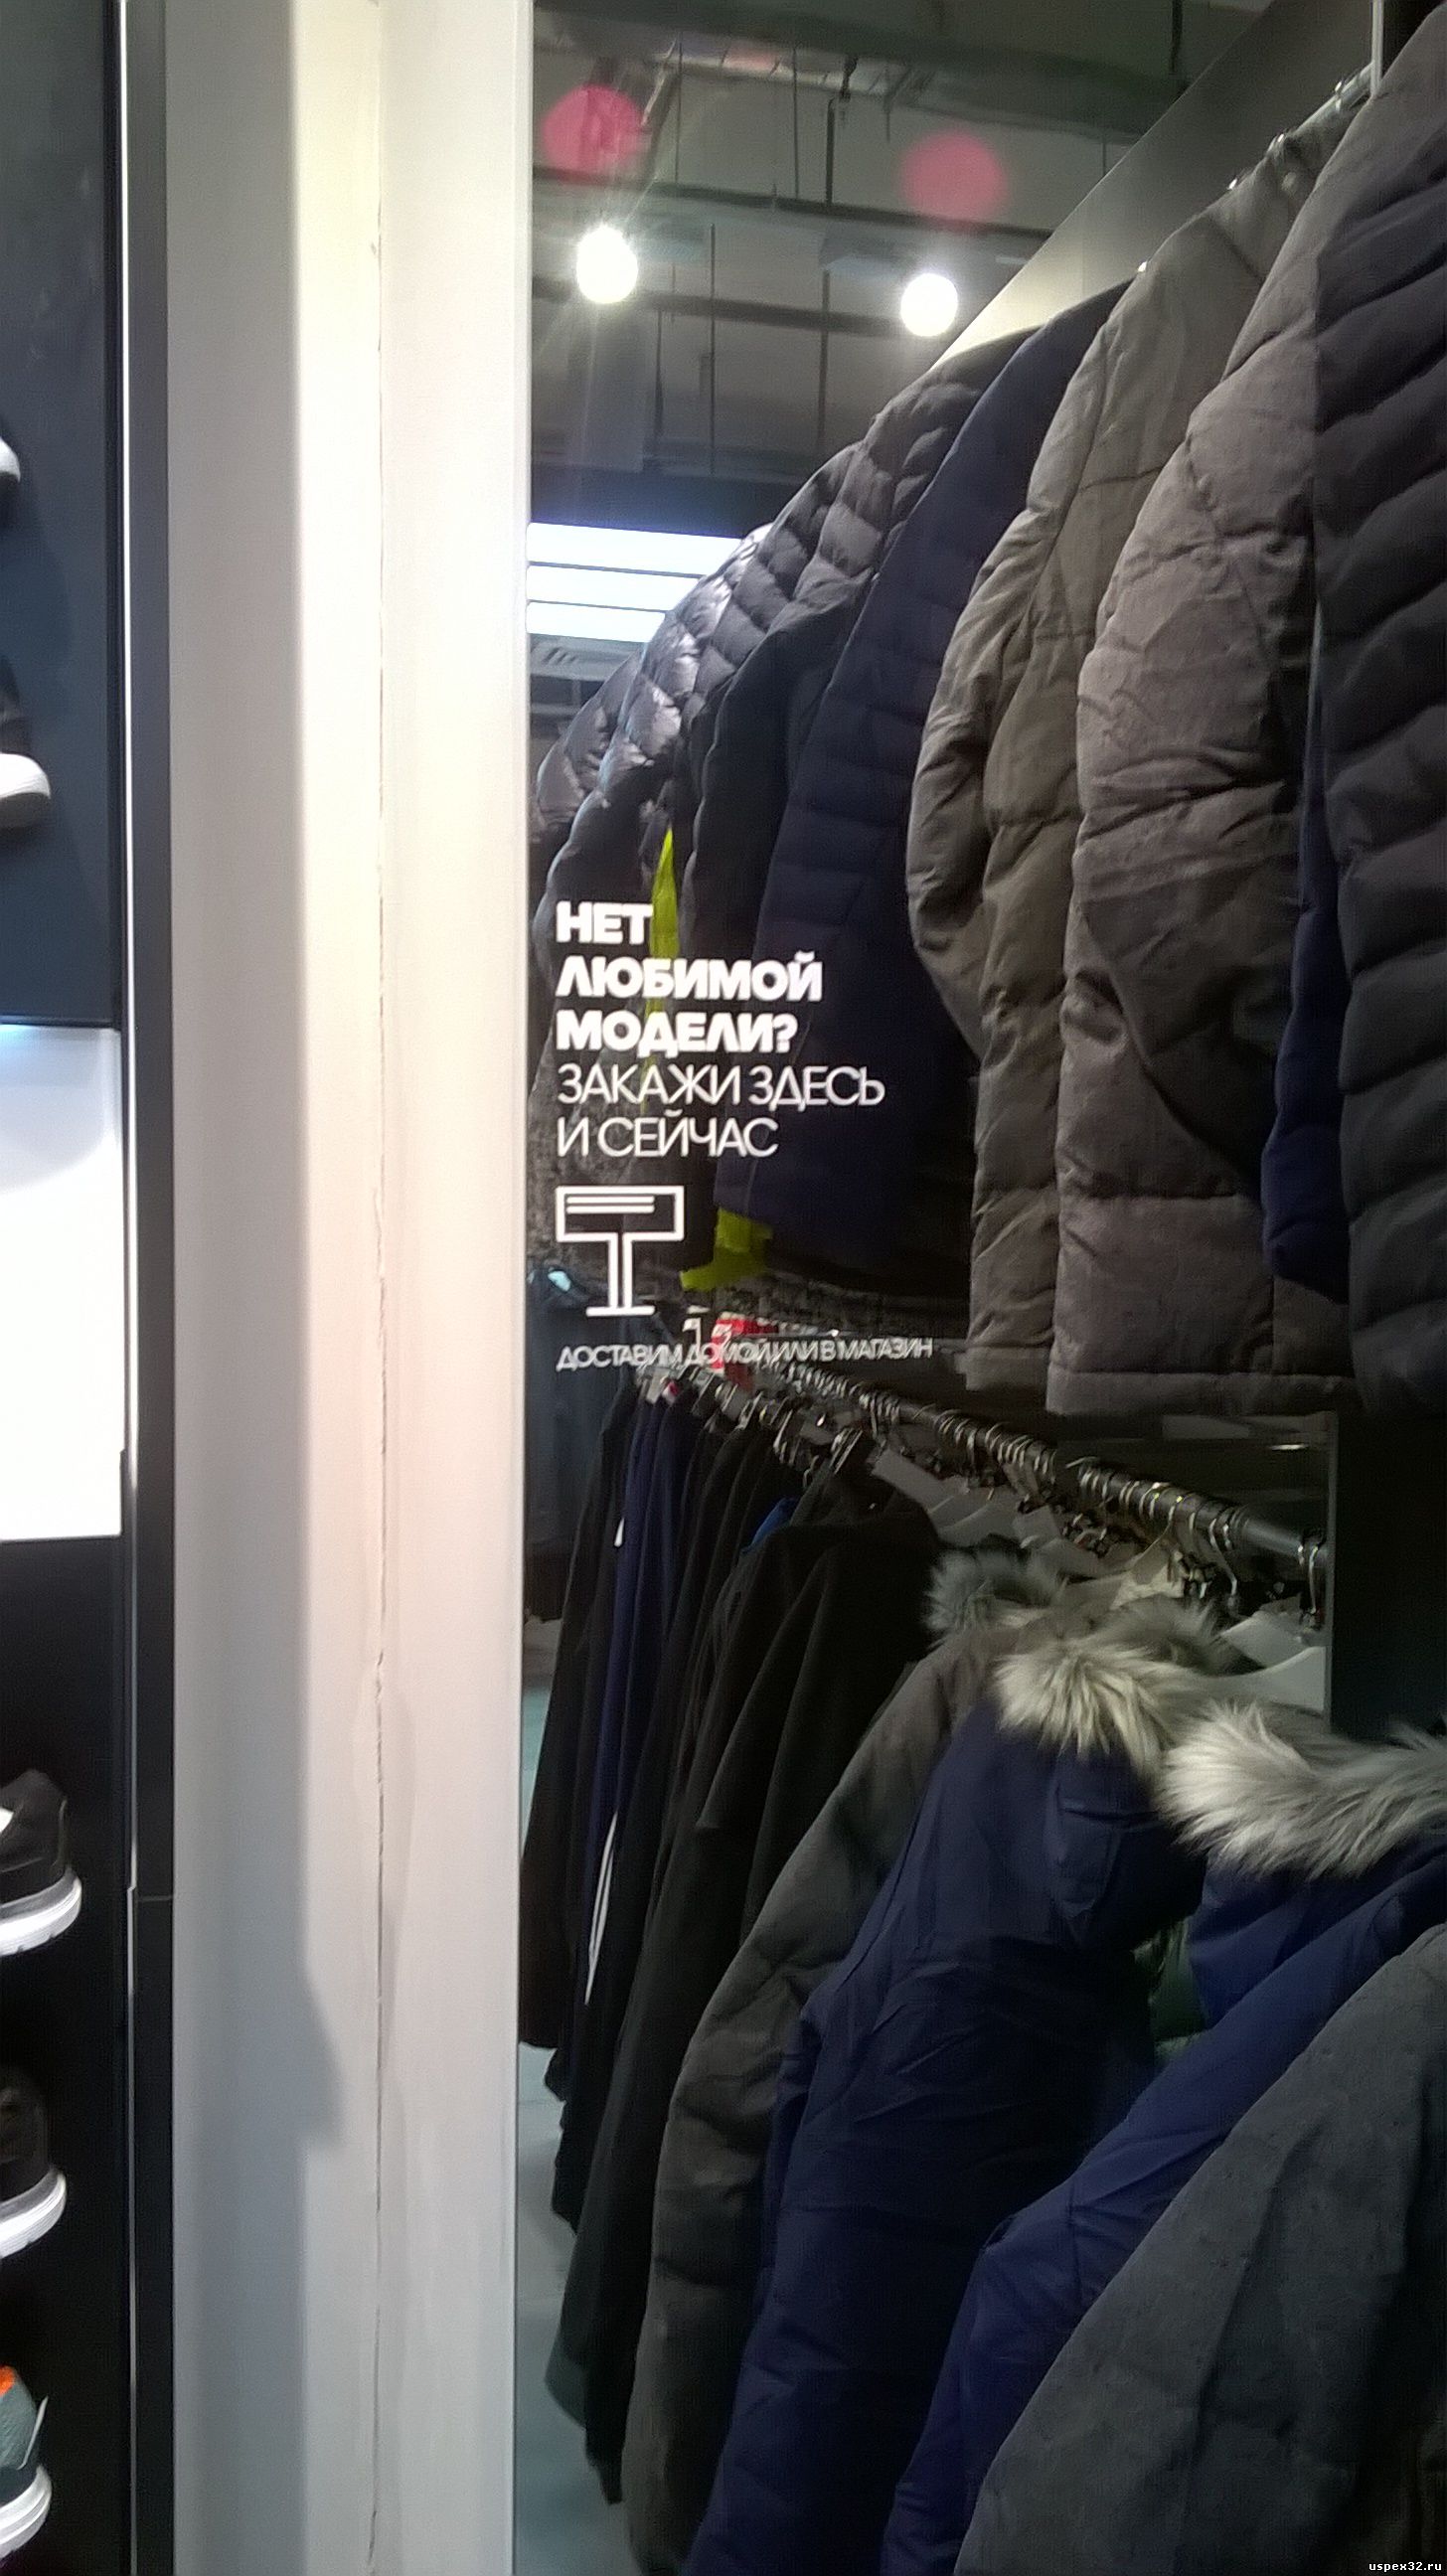 НЕТ
ЛЮБИМОЙ
МОДЕЛИ?
ЗАКАЖИ ЗДЕСЬ
И СЕЙЧАС
ДОСТАВИМ ДОМОЙ ИЛИ В МАГАЗИН
uspex32.ru